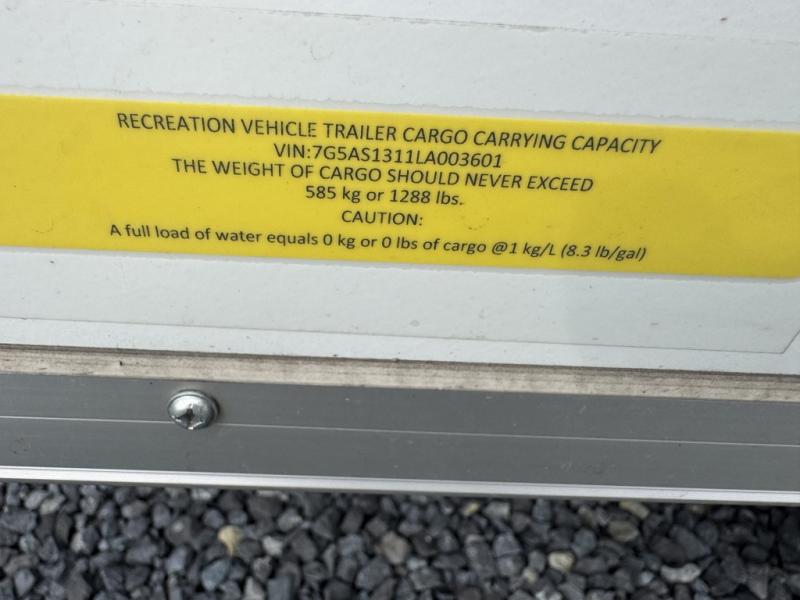 RECREATION VEHICLE TRAILER CARGO CARRYING CAPACITY
VIN:7G5AS1311LA003601
THE WEIGHT OF CARGO SHOULD NEVER EXCEED
585 kg or 1288 lbs.
CAUTION:
A full load of water equals 0 kg or 0 lbs of cargo @1 kg/L (8.3 lb/gal)